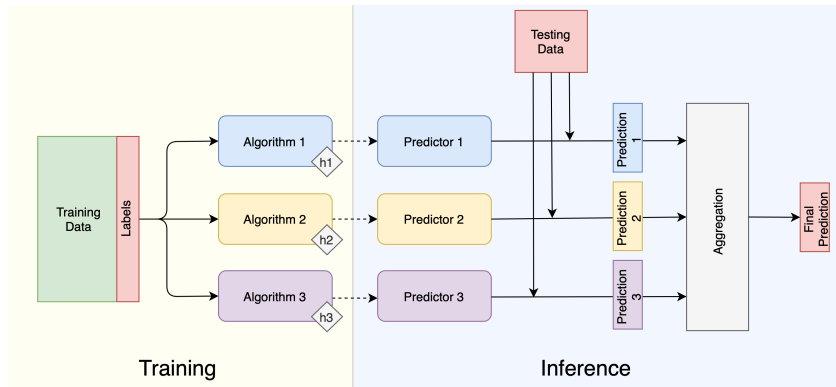 Testing
Data
Training
Data
Labels
Algorithm 1
h1
Predictor 1
Prediction
1
Algorithm 2
h2
Predictor 2
Prediction
2
Algorithm 3
h3
Predictor 3
Prediction
3
Aggregation
Final
Prediction
Training
Inference